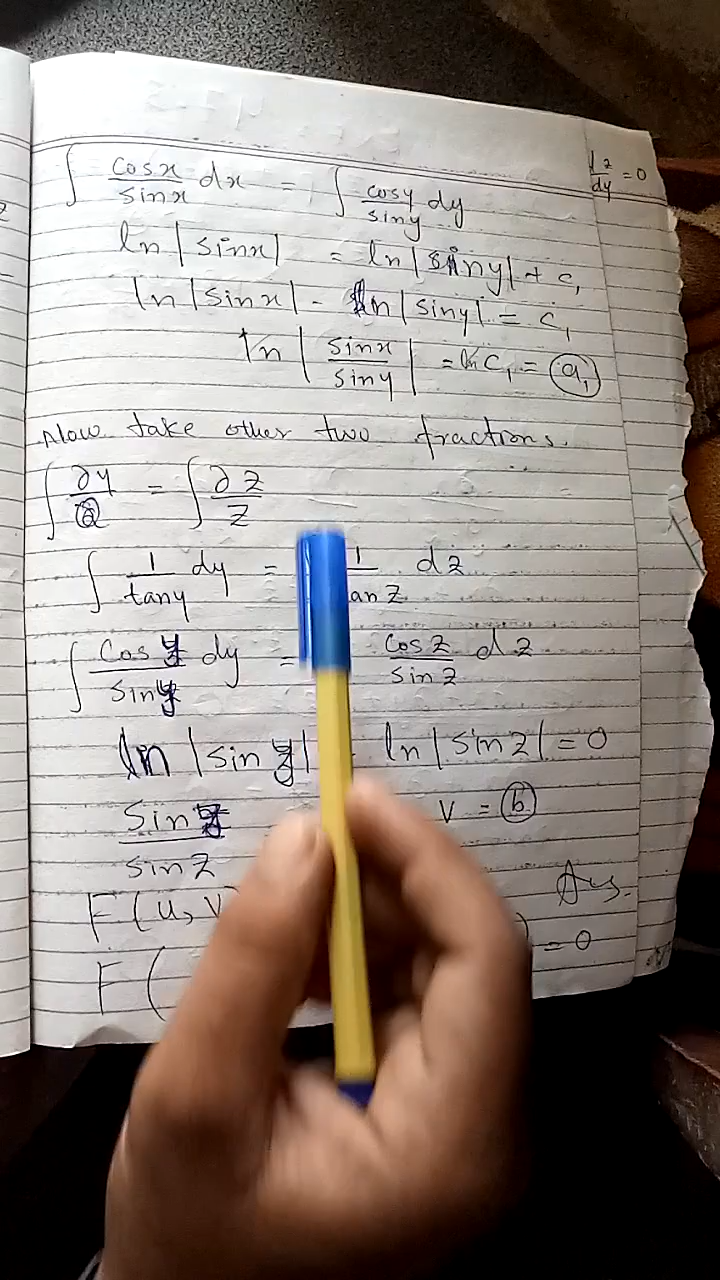 ∫ cosx/sinx dx = ∫ cosy/siny dy
dz/dy = 0
ln |sinx| = ln |siny| + c₁
ln |sinx| - ln |siny| = c₁
ln | sinx/siny | = ln c₁ = a₁
Now take other two fractions.
∫ ∂y/Q = ∫ ∂z/z
∫ 1/tany dy = 1/an z dz
∫ cos y/sin y dy = cos z/sin z dz
ln |sin y| - ln |sin z| = 0
sin y/sin z v = b
F(u, v Ans.
F( ) = 0